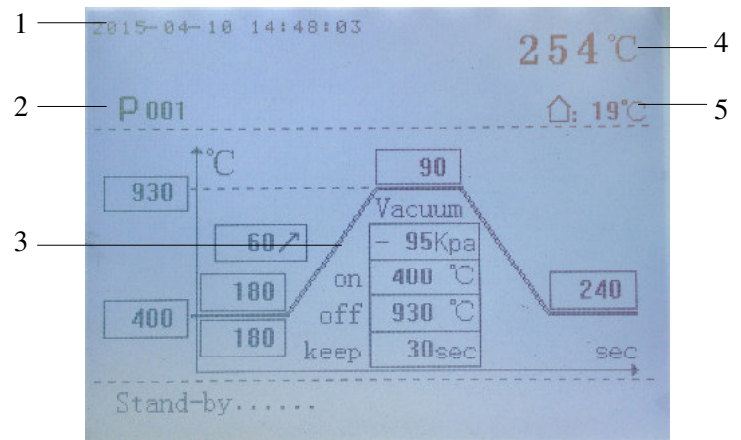 1
2015-04-10 14:48:03
254°C
4
2
P 001
19°C
5
°C
90
930
Vacuum
3
60
- 95Kpa
180
on
400 °C
240
400
off
930 °C
180
keep
30sec
sec
Stand-by......